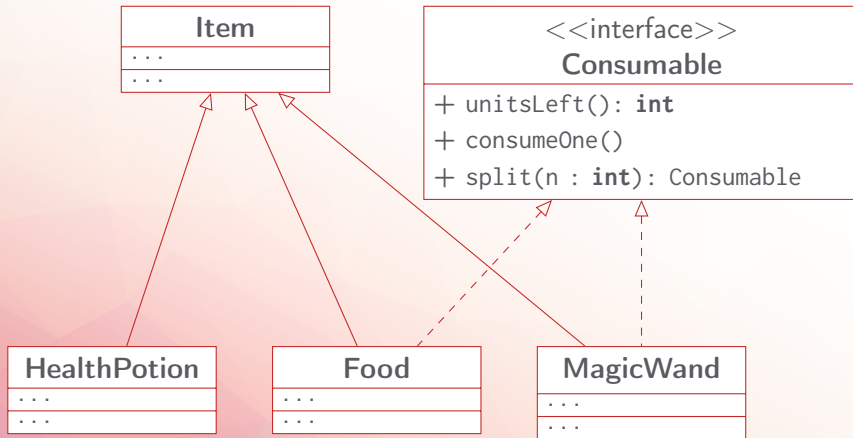 Item
...
...
<<interface>>
Consumable
+ unitsLeft(): int
+ consumeOne()
+ split(n : int): Consumable
HealthPotion
...
...
Food
...
...
MagicWand
...
...